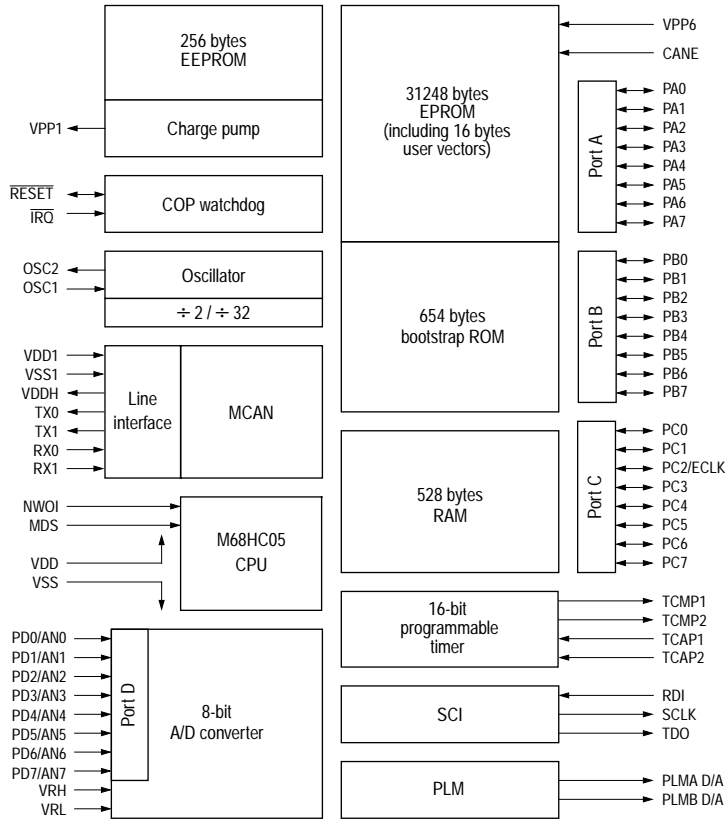 256 bytes
EEPROM
Charge pump
VPP1
COP watchdog
RESET
IRQ
Oscillator
÷ 2 / ÷ 32
OSC2
OSC1
VDD1
VSS1
VDDH
TX0
TX1
RX0
RX1
Line
interface
MCAN
NWOI
MDS
VDD
VSS
M68HC05
CPU
PD0/AN0
PD1/AN1
PD2/AN2
PD3/AN3
PD4/AN4
PD5/AN5
PD6/AN6
PD7/AN7
VRH
VRL
Port D
8-bit
A/D converter
31248 bytes
EPROM
(including 16 bytes
user vectors)
VPP6
CANE
Port A
PA0
PA1
PA2
PA3
PA4
PA5
PA6
PA7
654 bytes
bootstrap ROM
Port B
PB0
PB1
PB2
PB3
PB4
PB5
PB6
PB7
528 bytes
RAM
Port C
PC0
PC1
PC2/ECLK
PC3
PC4
PC5
PC6
PC7
16-bit
programmable
timer
TCMP1
TCMP2
TCAP1
TCAP2
SCI
RDI
SCLK
TDO
PLM
PLMA D/A
PLMB D/A